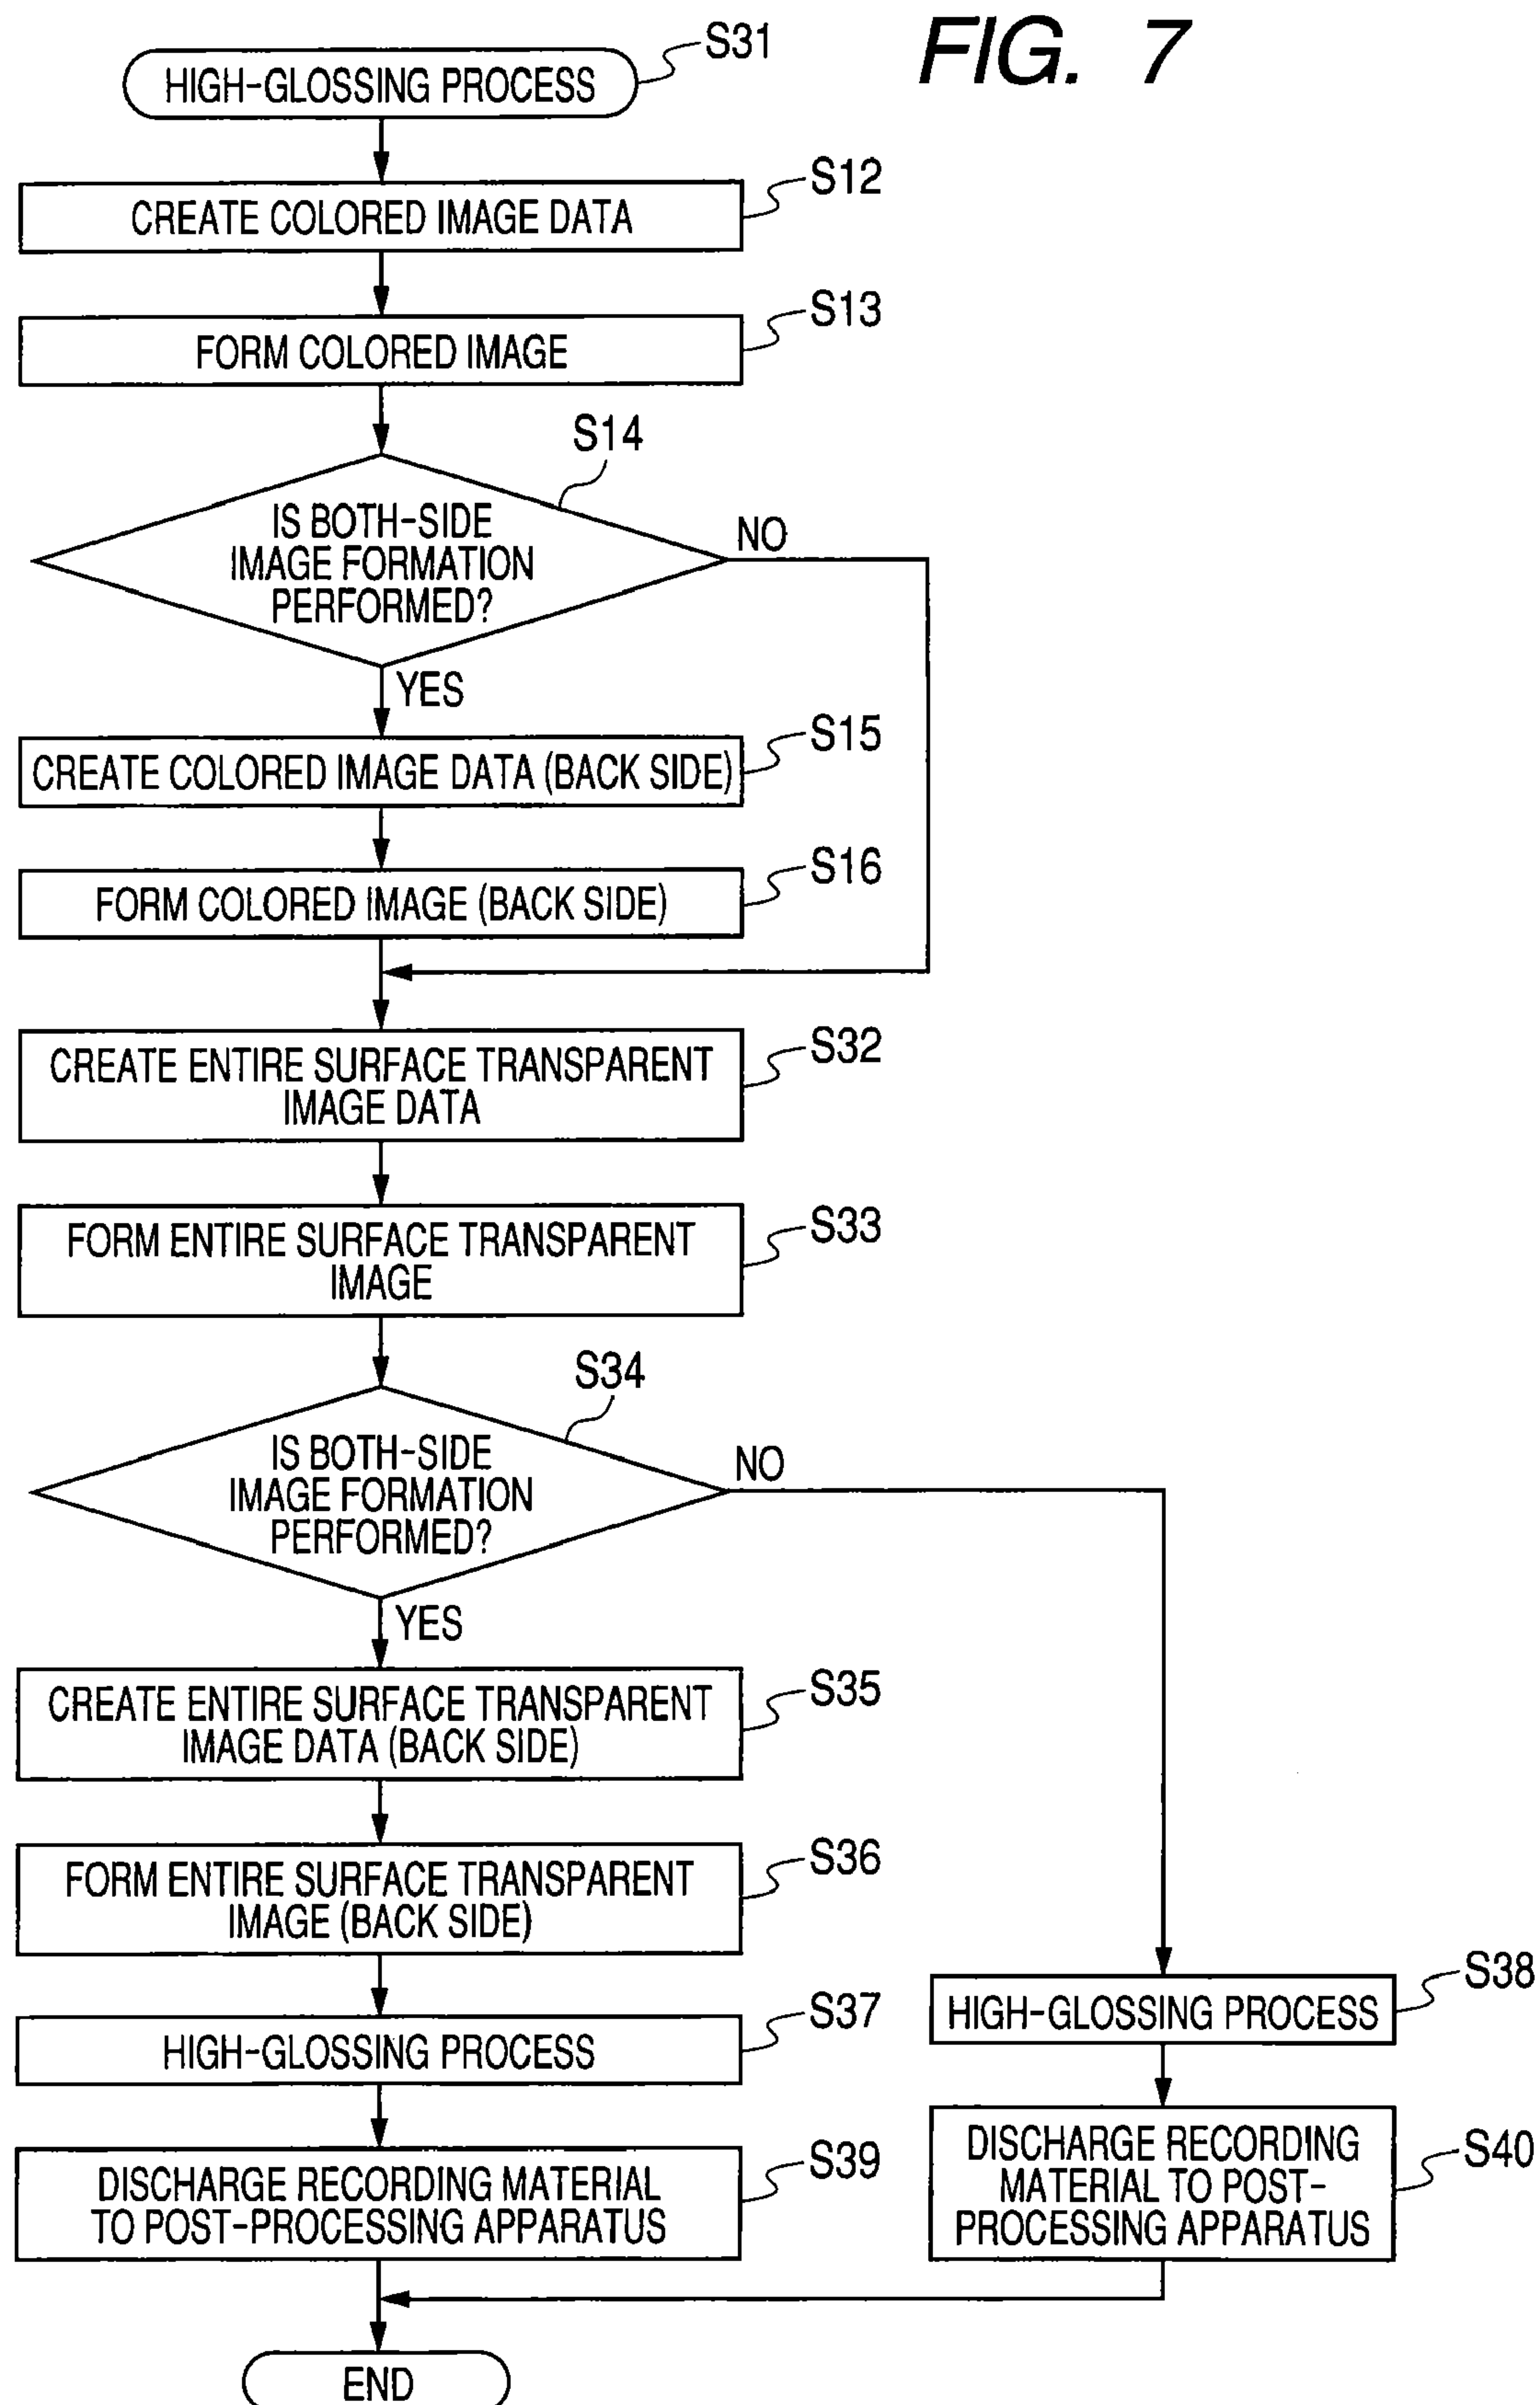 FIG. 7
S31
HIGH-GLOSSING PROCESS
S12
CREATE COLORED IMAGE DATA
S13
FORM COLORED IMAGE
S14
IS BOTH-SIDE
IMAGE FORMATION
PERFORMED?
NO
YES
S15
CREATE COLORED IMAGE DATA (BACK SIDE)
S16
FORM COLORED IMAGE (BACK SIDE)
S32
CREATE ENTIRE SURFACE TRANSPARENT
IMAGE DATA
S33
FORM ENTIRE SURFACE TRANSPARENT
IMAGE
S34
IS BOTH-SIDE
IMAGE FORMATION
PERFORMED?
NO
YES
S35
CREATE ENTIRE SURFACE TRANSPARENT
IMAGE DATA (BACK SIDE)
S36
FORM ENTIRE SURFACE TRANSPARENT
IMAGE (BACK SIDE)
S37
HIGH-GLOSSING PROCESS
S38
HIGH-GLOSSING PROCESS
S39
DISCHARGE RECORDING MATERIAL
TO POST-PROCESSING APPARATUS
S40
DISCHARGE RECORDING
MATERIAL TO POST-
PROCESSING APPARATUS
END